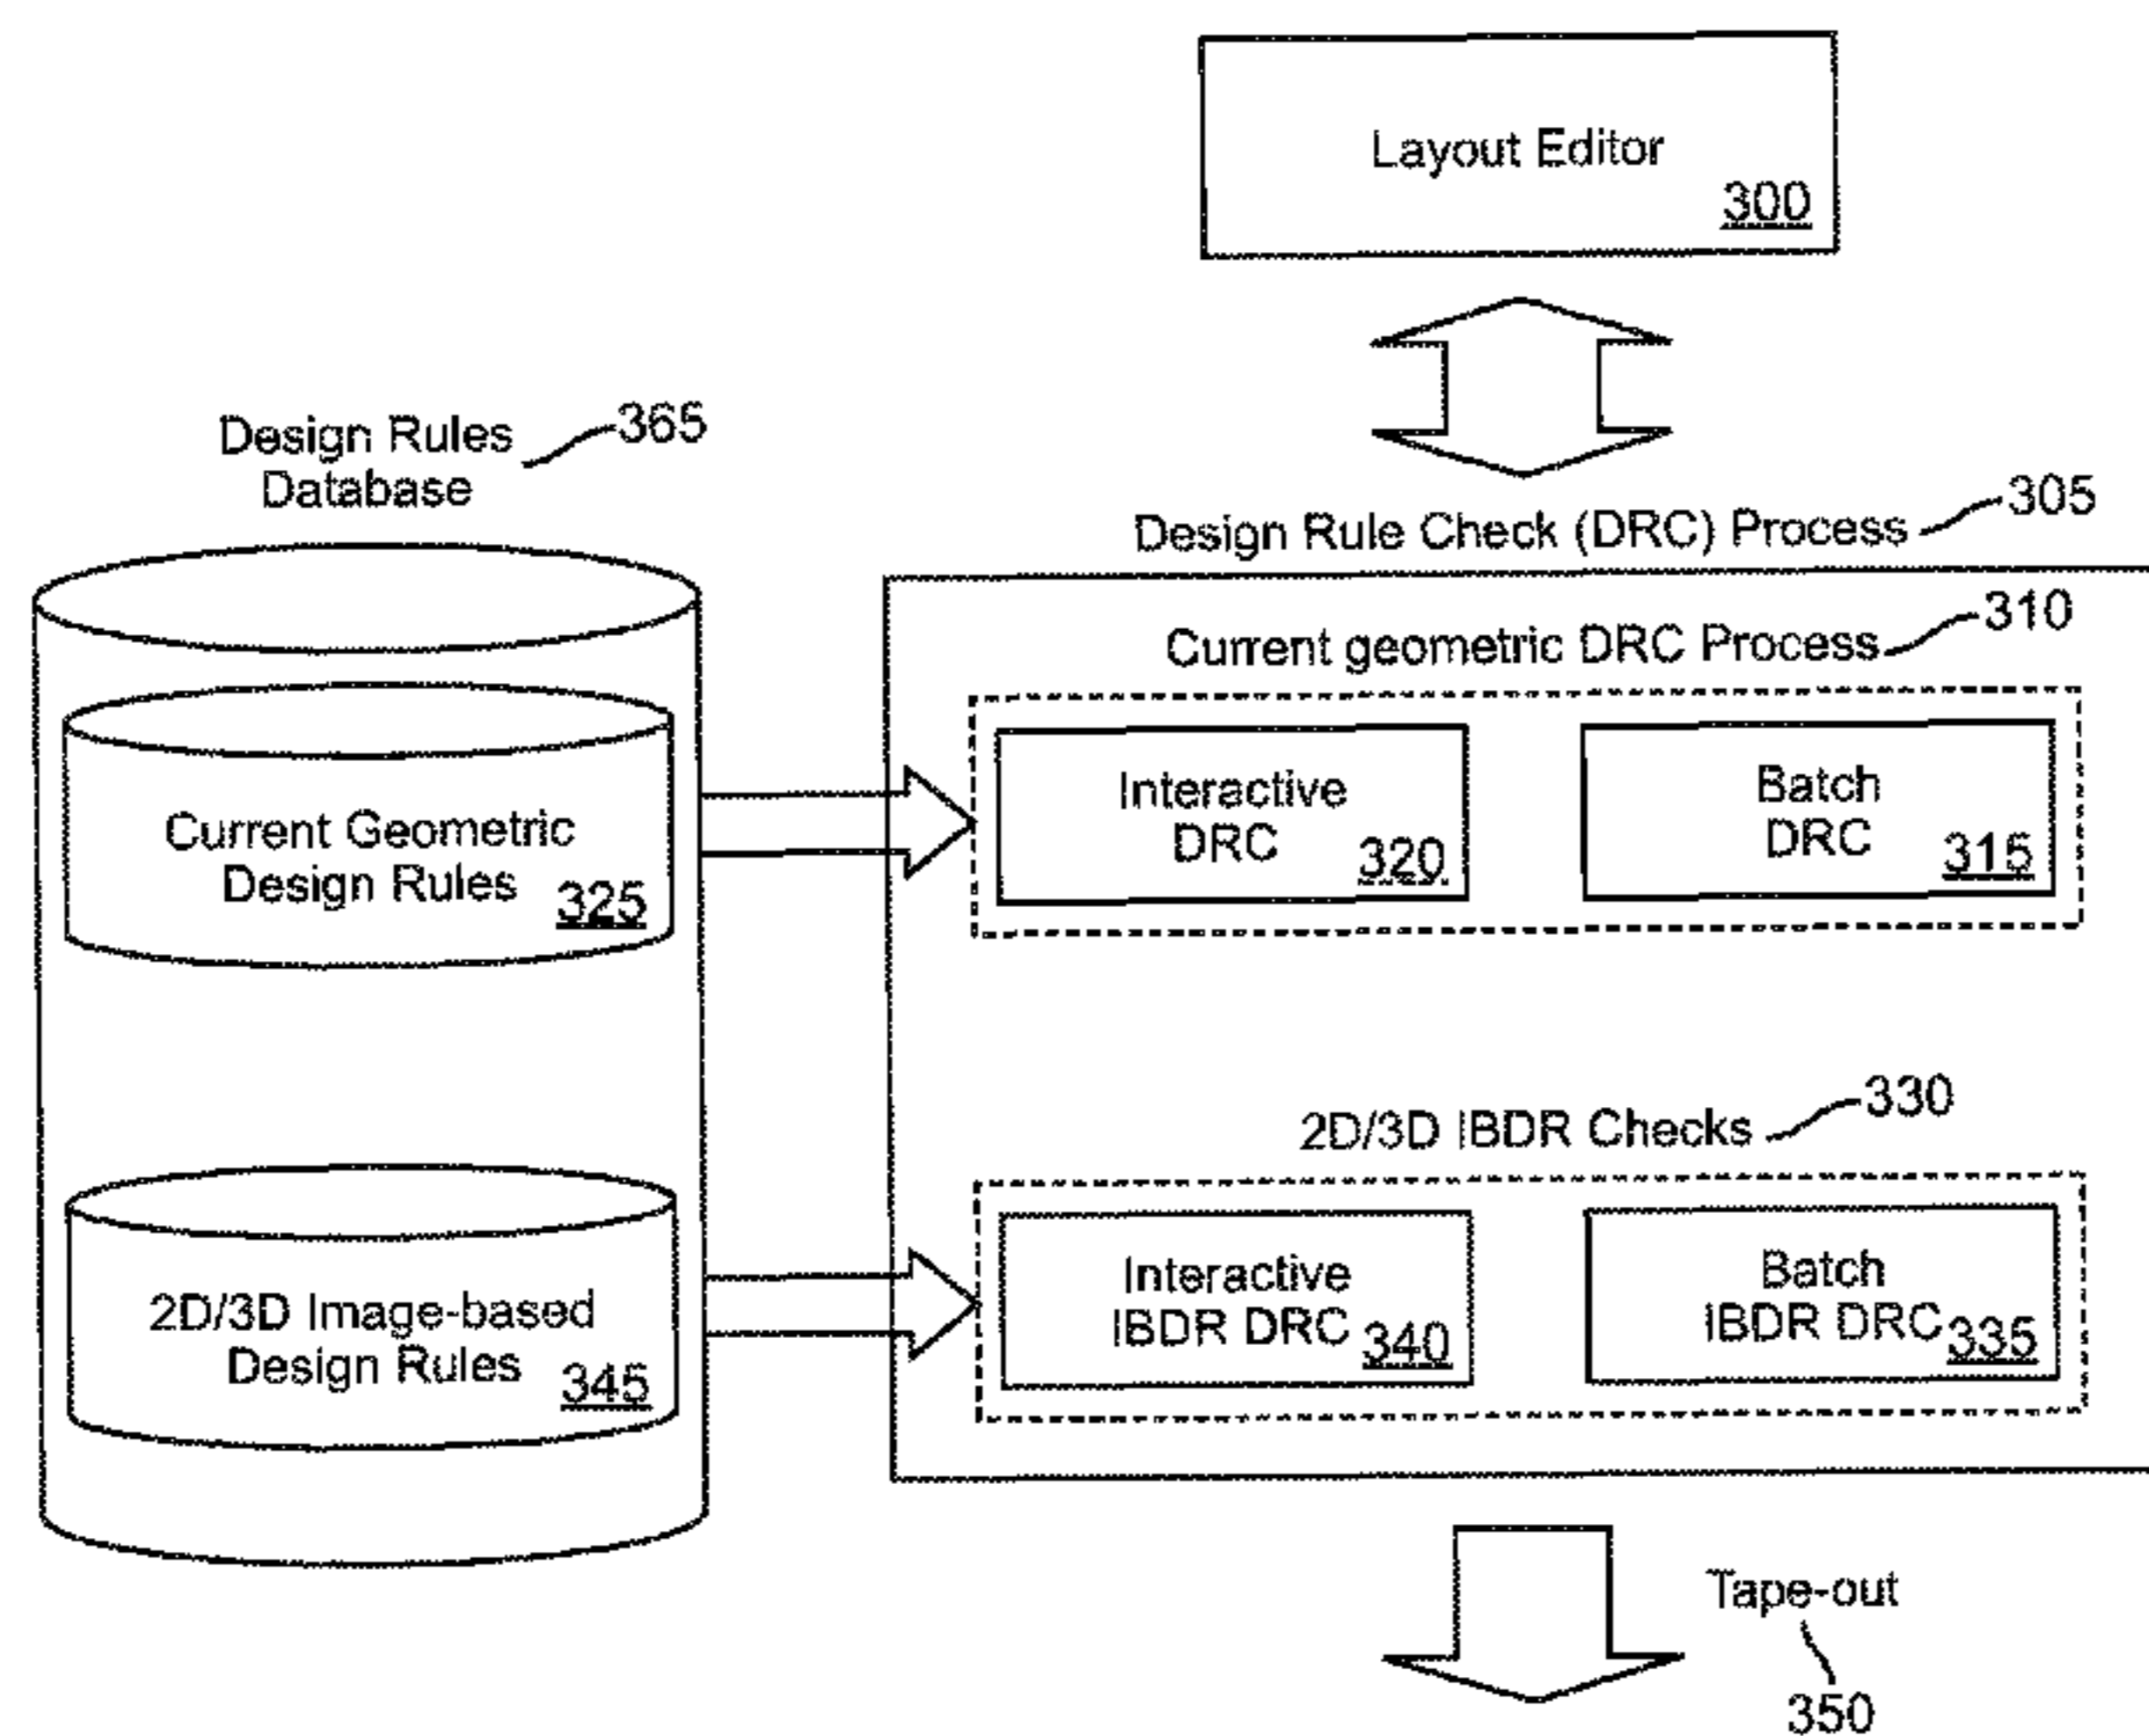 Layout Editor
300
Design Rules
Database
365
Design Rule Check (DRC) Process
305
Current geometric DRC Process
310
Current Geometric
Design Rules
325
Interactive
DRC
320
Batch
DRC
315
2D/3D IBDR Checks
330
2D/3D Image-based
Design Rules
345
Interactive
IBDR DRC
340
Batch
IBDR DRC
335
Tape-out
350